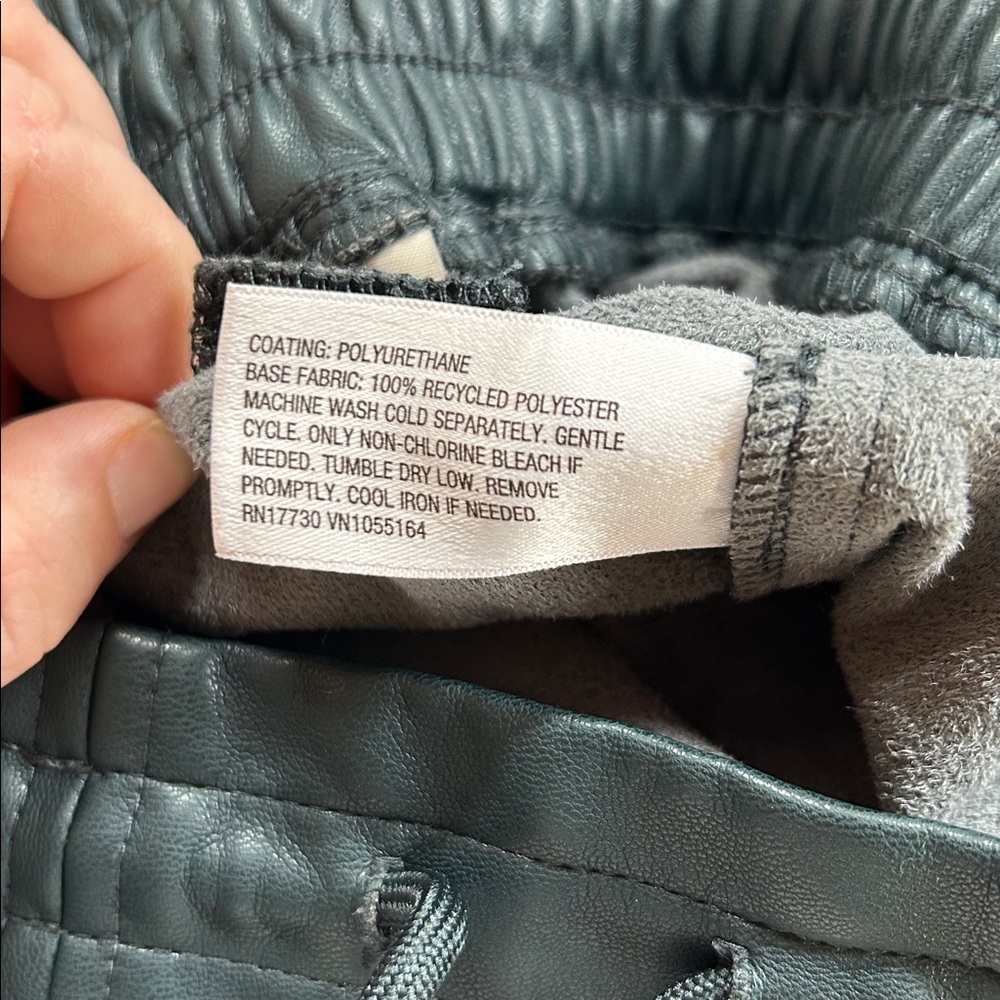 COATING: POLYURETHANE
BASE FABRIC: 100% RECYCLED POLYESTER
MACHINE WASH COLD SEPARATELY. GENTLE
CYCLE. ONLY NON-CHLORINE BLEACH IF
NEEDED. TUMBLE DRY LOW. REMOVE
PROMPTLY. COOL IRON IF NEEDED.
RN17730 VN1055164